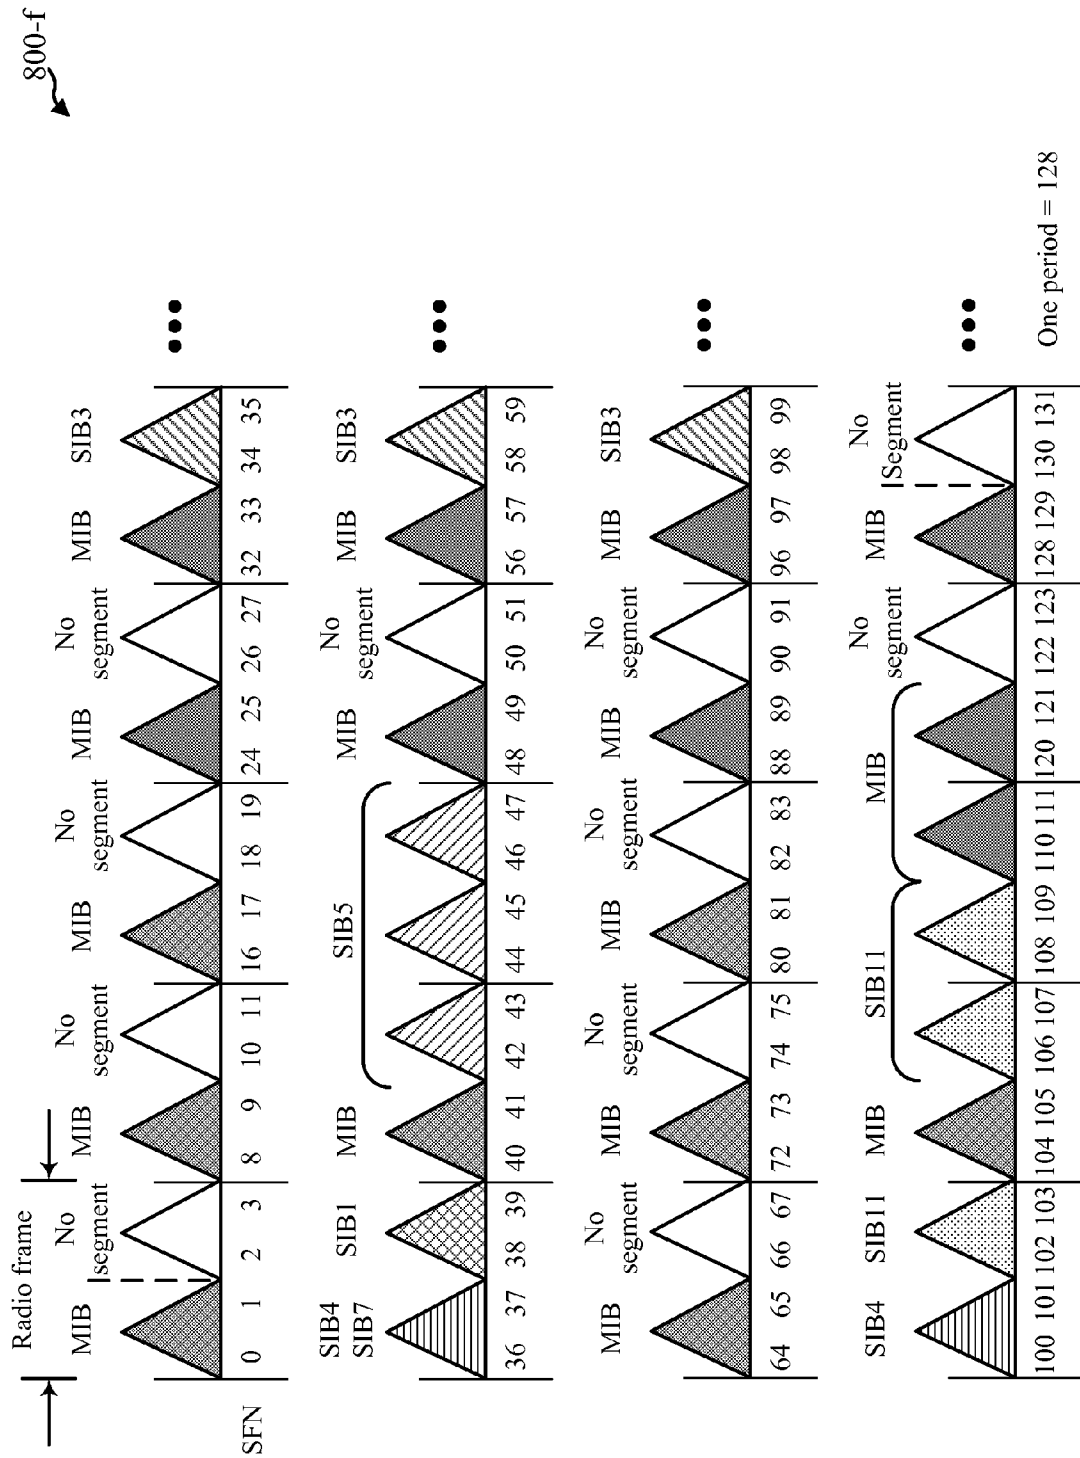 800-f
Radio frame
MIB No segment MIB No segment MIB No segment MIB No segment MIB SIB3
SFN 0 1 2 3 8 9 10 11 16 17 18 19 24 25 26 27 32 33 34 35
SIB4 SIB7 SIB1 MIB SIB5 MIB No segment MIB SIB3
36 37 38 39 40 41 42 43 44 45 46 47 48 49 50 51 56 57 58 59
MIB No segment MIB No segment MIB No segment MIB No segment MIB SIB3
64 65 66 67 72 73 74 75 80 81 82 83 88 89 90 91 96 97 98 99
SIB4 SIB11 MIB SIB11 MIB No segment MIB No Segment
100 101 102 103 104 105 106 107 108 109 110 111 120 121 122 123 128 129 130 131
One period = 128